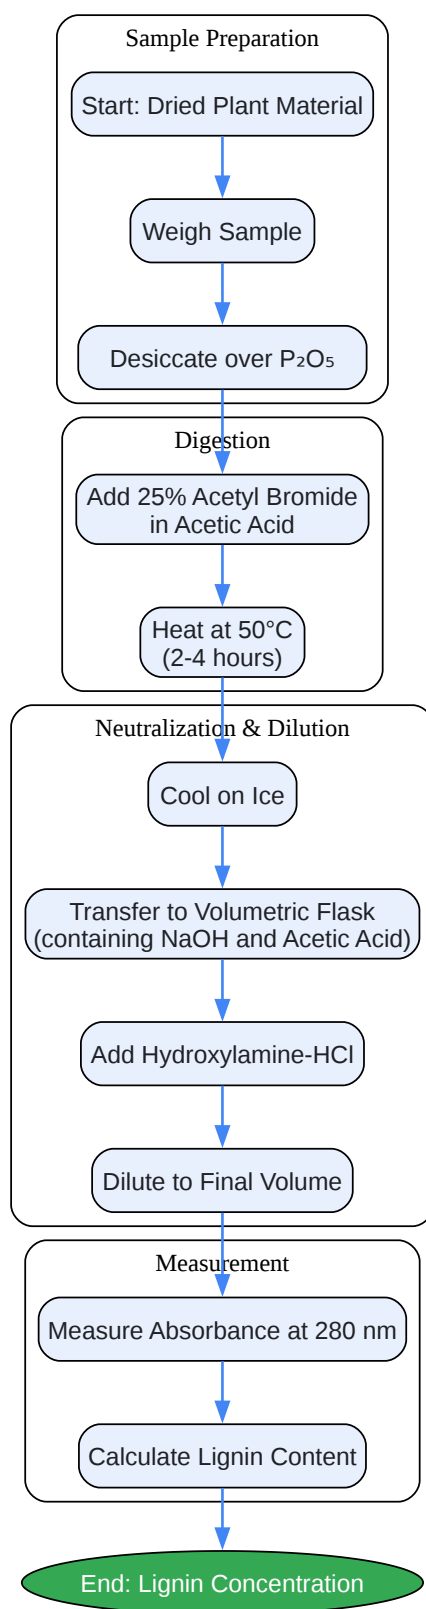 Sample Preparation
Start: Dried Plant Material
Weigh Sample
Desiccate over P₂O₅
Digestion
Add 25% Acetyl Bromide
in Acetic Acid
Heat at 50°C
(2-4 hours)
Neutralization & Dilution
Cool on Ice
Transfer to Volumetric Flask
(containing NaOH and Acetic Acid)
Add Hydroxylamine-HCl
Dilute to Final Volume
Measurement
Measure Absorbance at 280 nm
Calculate Lignin Content
End: Lignin Concentration